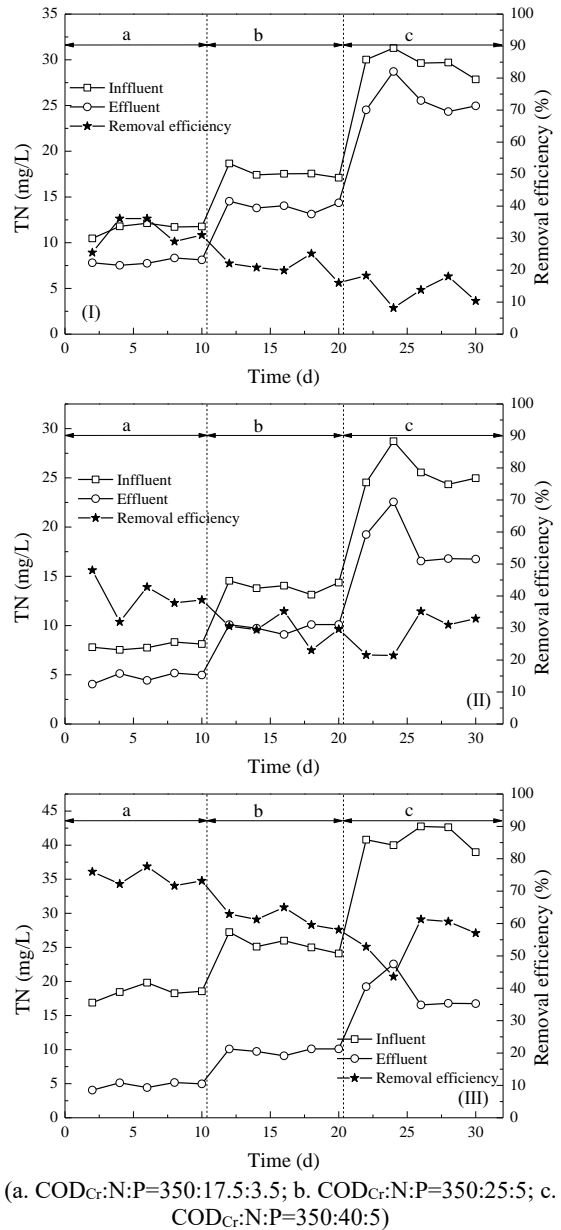 35
30
25
20
15
10
5
0
TN (mg/L)
a
b
c
Inffluent
Effluent
Removal efficiency
(I)
100
90
80
70
60
50
40
30
20
10
0
Removal efficiency (%)
0 5 10 15 20 25 30
Time (d)
30
25
20
15
10
5
0
TN (mg/L)
a
b
c
Inffluent
Effluent
Removal efficiency
(II)
100
90
80
70
60
50
40
30
20
10
0
Removal efficiency (%)
0 5 10 15 20 25 30
Time (d)
45
40
35
30
25
20
15
10
5
0
TN (mg/L)
a
b
c
Influent
Effluent
Removal efficiency
(III)
100
90
80
70
60
50
40
30
20
10
0
Removal efficiency (%)
0 5 10 15 20 25 30
Time (d)
(a. CODCr:N:P=350:17.5:3.5; b. CODCr:N:P=350:25:5; c.
CODCr:N:P=350:40:5)